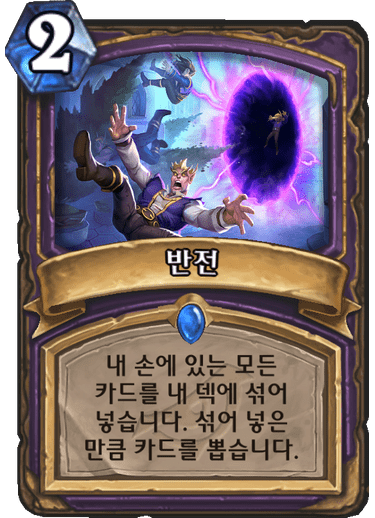 2
반전
내 손에 있는 모든
카드를 내 덱에 섞어
넣습니다. 섞어 넣은
만큼 카드를 뽑습니다.